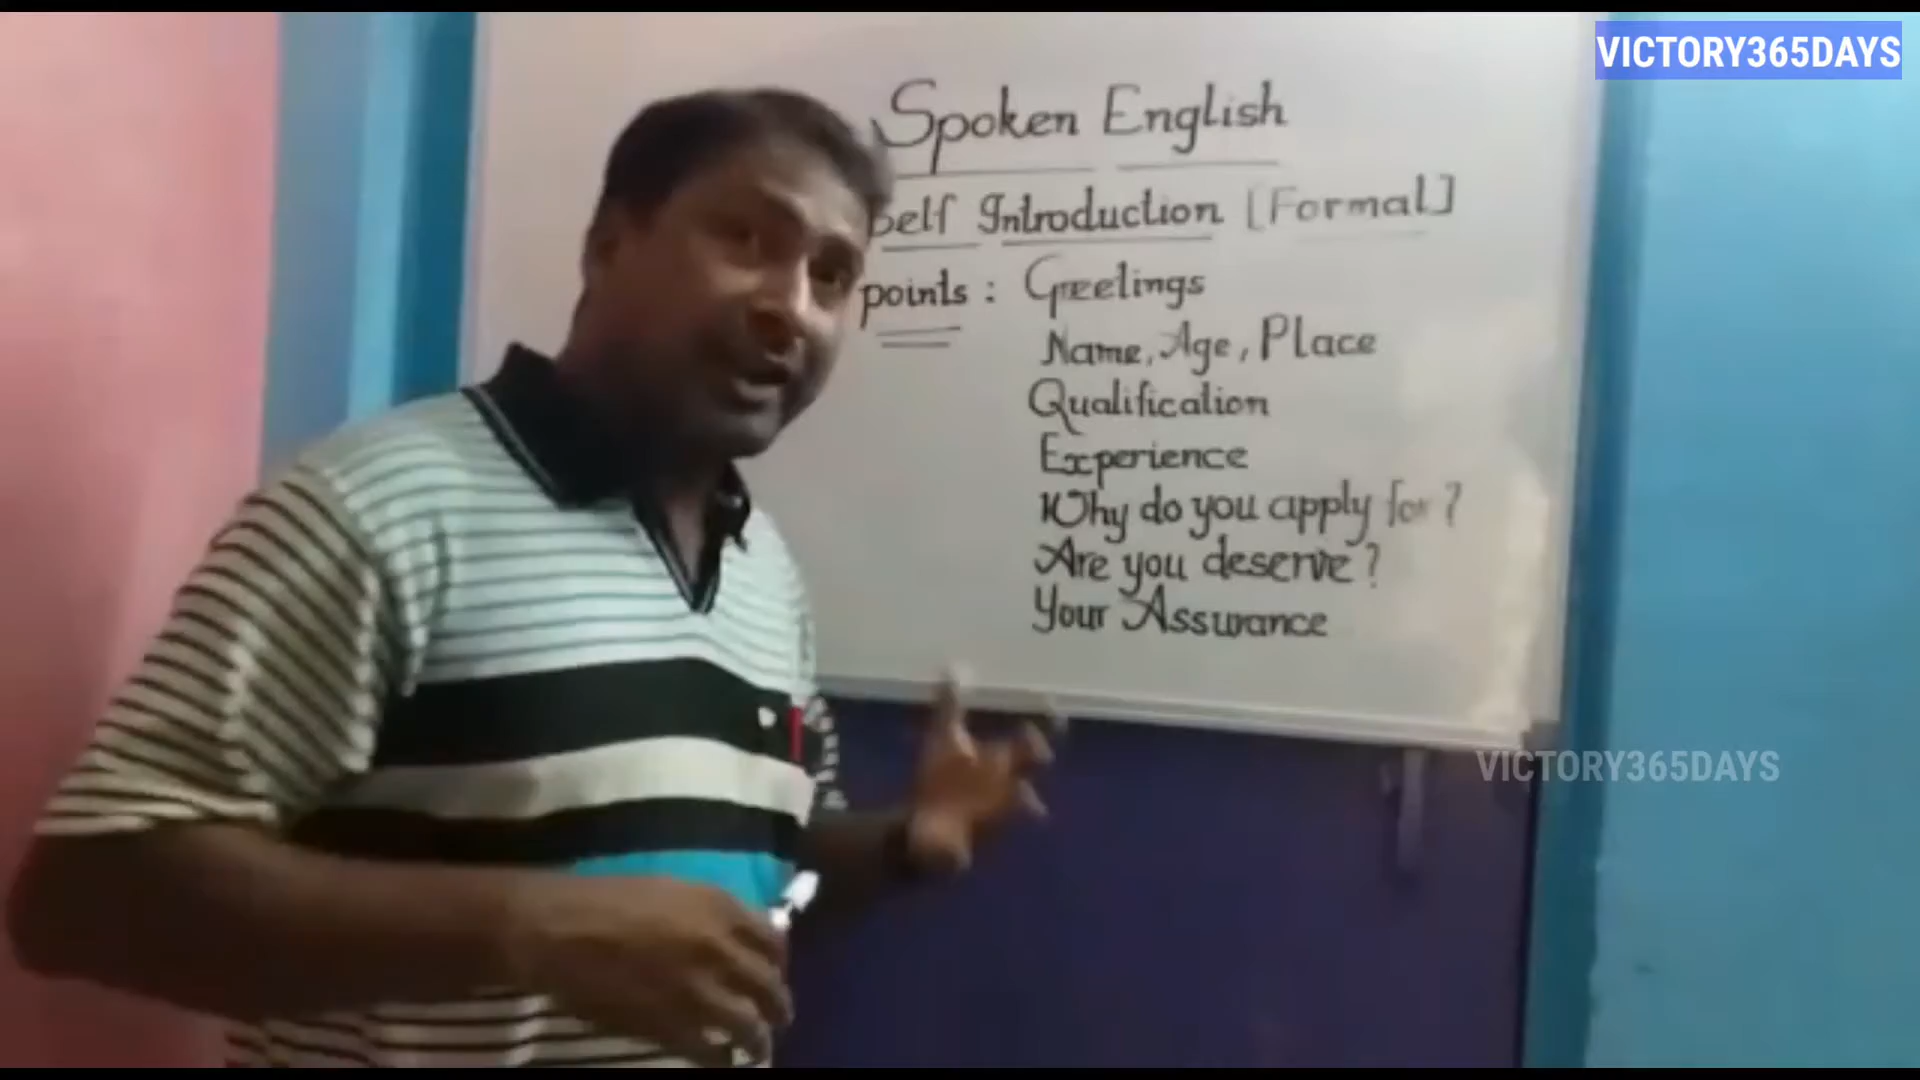 VICTORY365DAYS
Spoken English
Self Introduction [Formal]
points : Greetings
Name, Age, Place
Qualification
Experience
Why do you apply for ?
Are you deserve ?
Your Assurance
VICTORY365DAYS